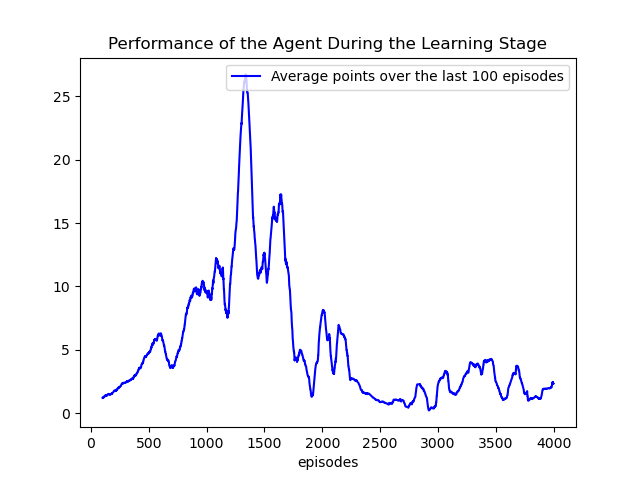 Performance of the Agent During the Learning Stage
Average points over the last 100 episodes
25
20
15
10
5
0
0 500 1000 1500 2000 2500 3000 3500 4000
episodes